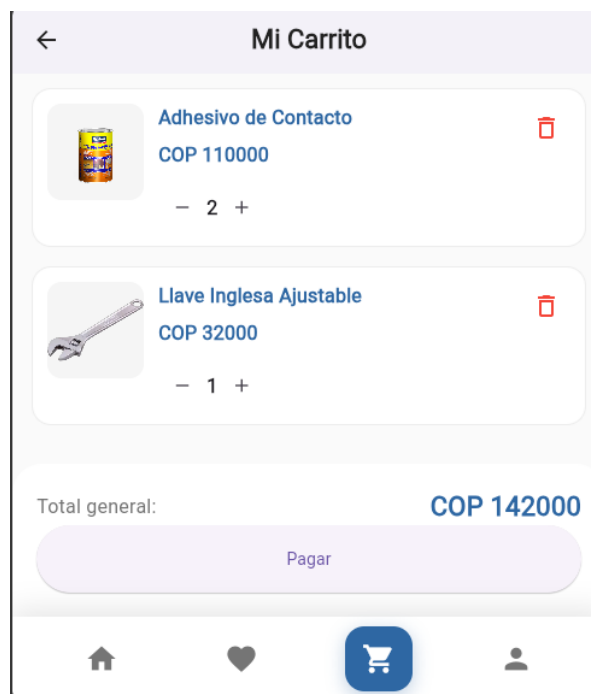 Mi Carrito
Adhesivo de Contacto
COP 110000
− 2 +
Llave Inglesa Ajustable
COP 32000
− 1 +
Total general:
COP 142000
Pagar